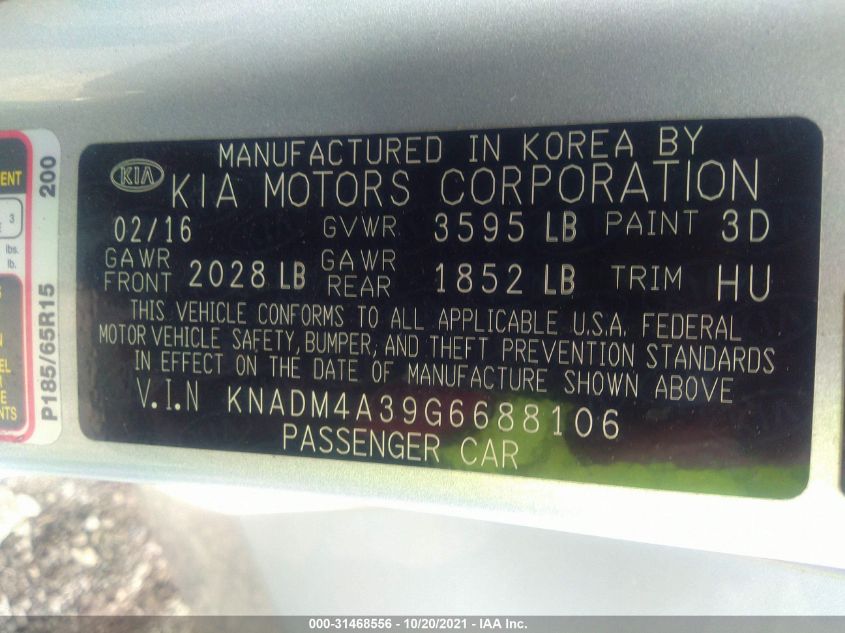 MANUFACTURED IN KOREA BY
KIA KIA MOTORS CORPORATION
02/16 GVWR 3595 LB PAINT 3D
GAWR FRONT 2028 LB GAWR REAR 1852 LB TRIM HU
THIS VEHICLE CONFORMS TO ALL APPLICABLE U.S.A. FEDERAL
MOTOR VEHICLE SAFETY, BUMPER, AND THEFT PREVENTION STANDARDS
IN EFFECT ON THE DATE OF MANUFACTURE SHOWN ABOVE
V.I.N KNADM4A39G6688106
PASSENGER CAR
P185/65R15 200
3
lbs.
lb.
000-31468556 - 10/20/2021 - IAA Inc.